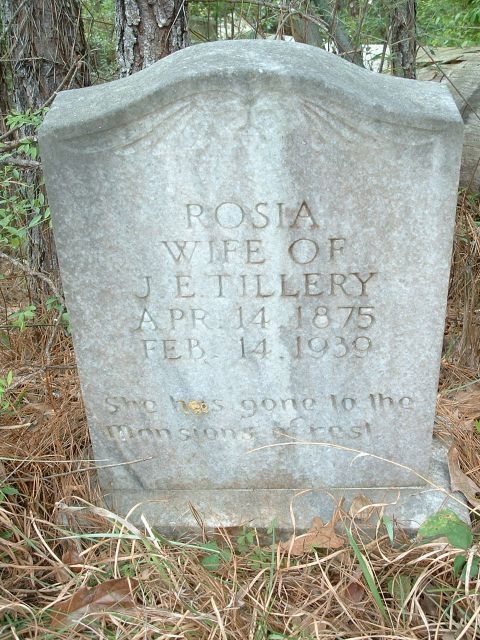 ROSIA
WIFE OF
J. E. TILLERY
APR. 14, 1875
FEB. 14, 1939
She has gone to the
Mansions of rest